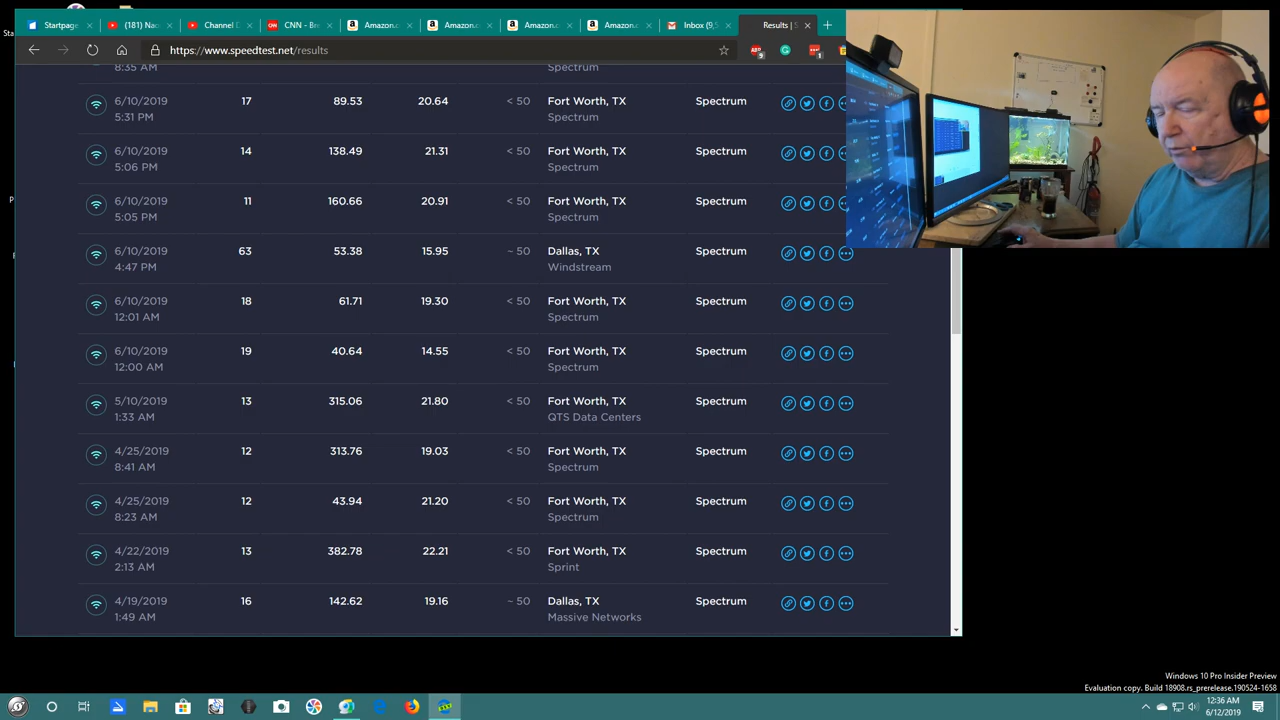 Startpage
(181) Nao
Channel D
CNN - Bre
Amazon.c
Amazon.c
Amazon.c
Amazon.c
Inbox (9,5
Results | S
https://www.speedtest.net/results
9
1
8:35 AM Spectrum
6/10/2019 17 89.53 20.64 < 50 Fort Worth, TX Spectrum
5:31 PM Spectrum
6/10/2019 14 138.49 21.31 < 50 Fort Worth, TX Spectrum
5:06 PM Spectrum
6/10/2019 11 160.66 20.91 < 50 Fort Worth, TX Spectrum
5:05 PM Spectrum
6/10/2019 63 53.38 15.95 ~ 50 Dallas, TX Spectrum
4:47 PM Windstream
6/10/2019 18 61.71 19.30 < 50 Fort Worth, TX Spectrum
12:01 AM Spectrum
6/10/2019 19 40.64 14.55 < 50 Fort Worth, TX Spectrum
12:00 AM Spectrum
5/10/2019 13 315.06 21.80 < 50 Fort Worth, TX Spectrum
1:33 AM QTS Data Centers
4/25/2019 12 313.76 19.03 < 50 Fort Worth, TX Spectrum
8:41 AM Spectrum
4/25/2019 12 43.94 21.20 < 50 Fort Worth, TX Spectrum
8:23 AM Spectrum
4/22/2019 13 382.78 22.21 < 50 Fort Worth, TX Spectrum
2:13 AM Sprint
4/19/2019 16 142.62 19.16 ~ 50 Dallas, TX Spectrum
1:49 AM Massive Networks
Windows 10 Pro Insider Preview
Evaluation copy. Build 18908.rs_prerelease.190524-1658
12:36 AM
6/12/2019